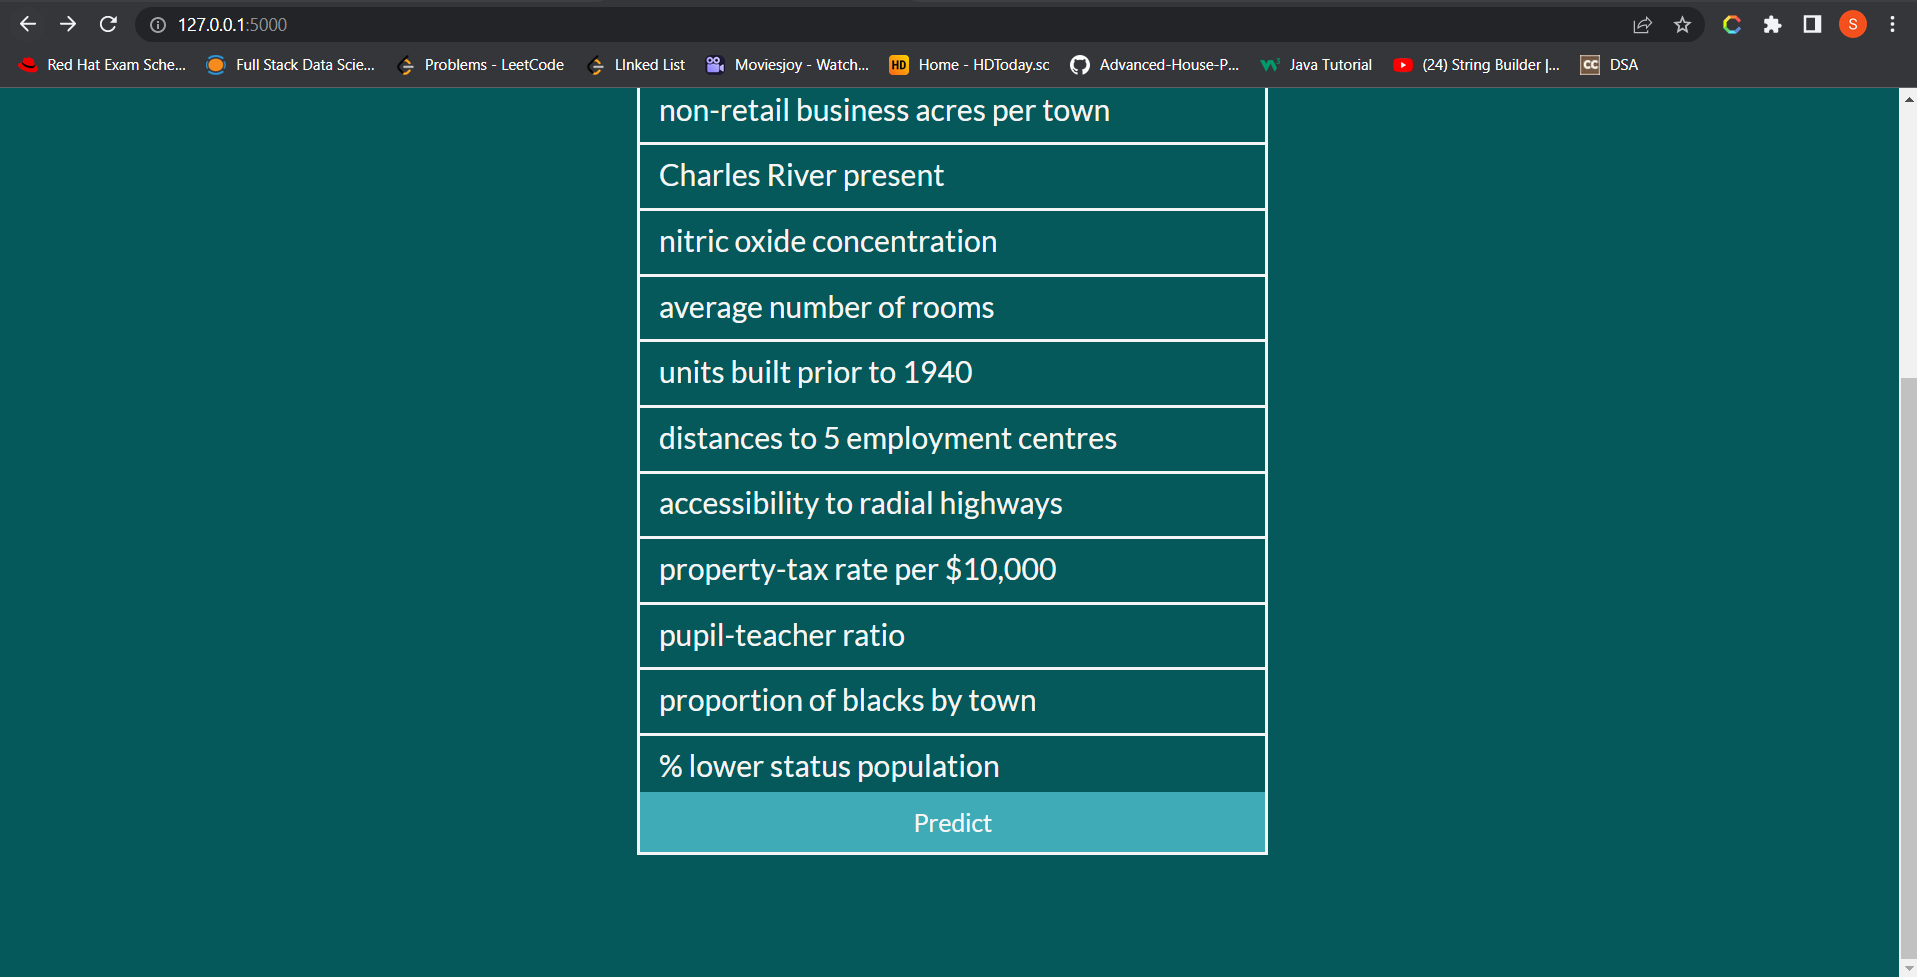 127.0.0.1:5000
Red Hat Exam Sche... Full Stack Data Scie... Problems - LeetCode LInked List Moviesjoy - Watch... HD Home - HDToday.sc Advanced-House-P... Java Tutorial (24) String Builder |... CC DSA
S
non-retail business acres per town
Charles River present
nitric oxide concentration
average number of rooms
units built prior to 1940
distances to 5 employment centres
accessibility to radial highways
property-tax rate per $10,000
pupil-teacher ratio
proportion of blacks by town
% lower status population
Predict